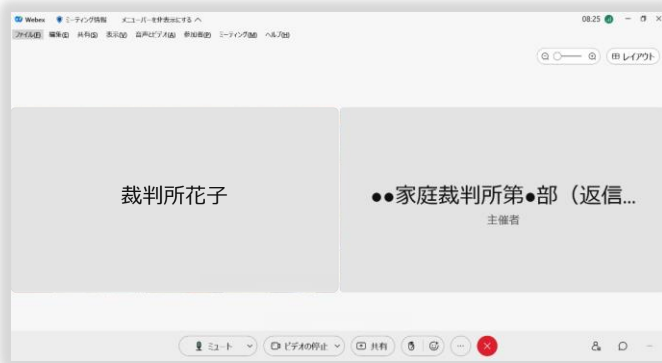 Webex ミーティング情報 メニューバーを非表示にする 08:25
ファイル(F) 編集(E) 共有(S) 表示(V) 音声とビデオ(A) 参加者(P) ミーティング(M) ヘルプ(H)
レイアウト
裁判所花子
●●家庭裁判所第●部（返信...
主催者
ミュート ビデオの停止 共有